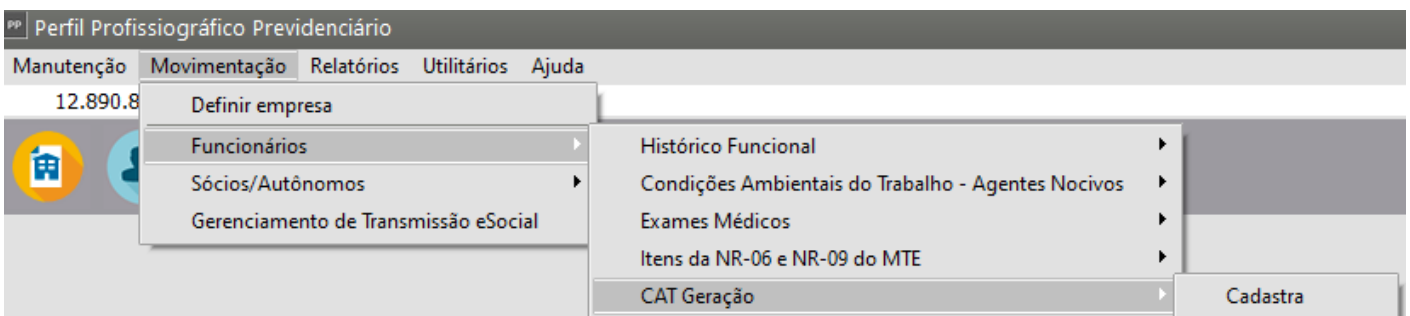 PP Perfil Profissiográfico Previdenciário
Manutenção Movimentação Relatórios Utilitários Ajuda
12.890.8
Definir empresa
Funcionários
Sócios/Autônomos
Gerenciamento de Transmissão eSocial
Histórico Funcional
Condições Ambientais do Trabalho - Agentes Nocivos
Exames Médicos
Itens da NR-06 e NR-09 do MTE
CAT Geração
Cadastra